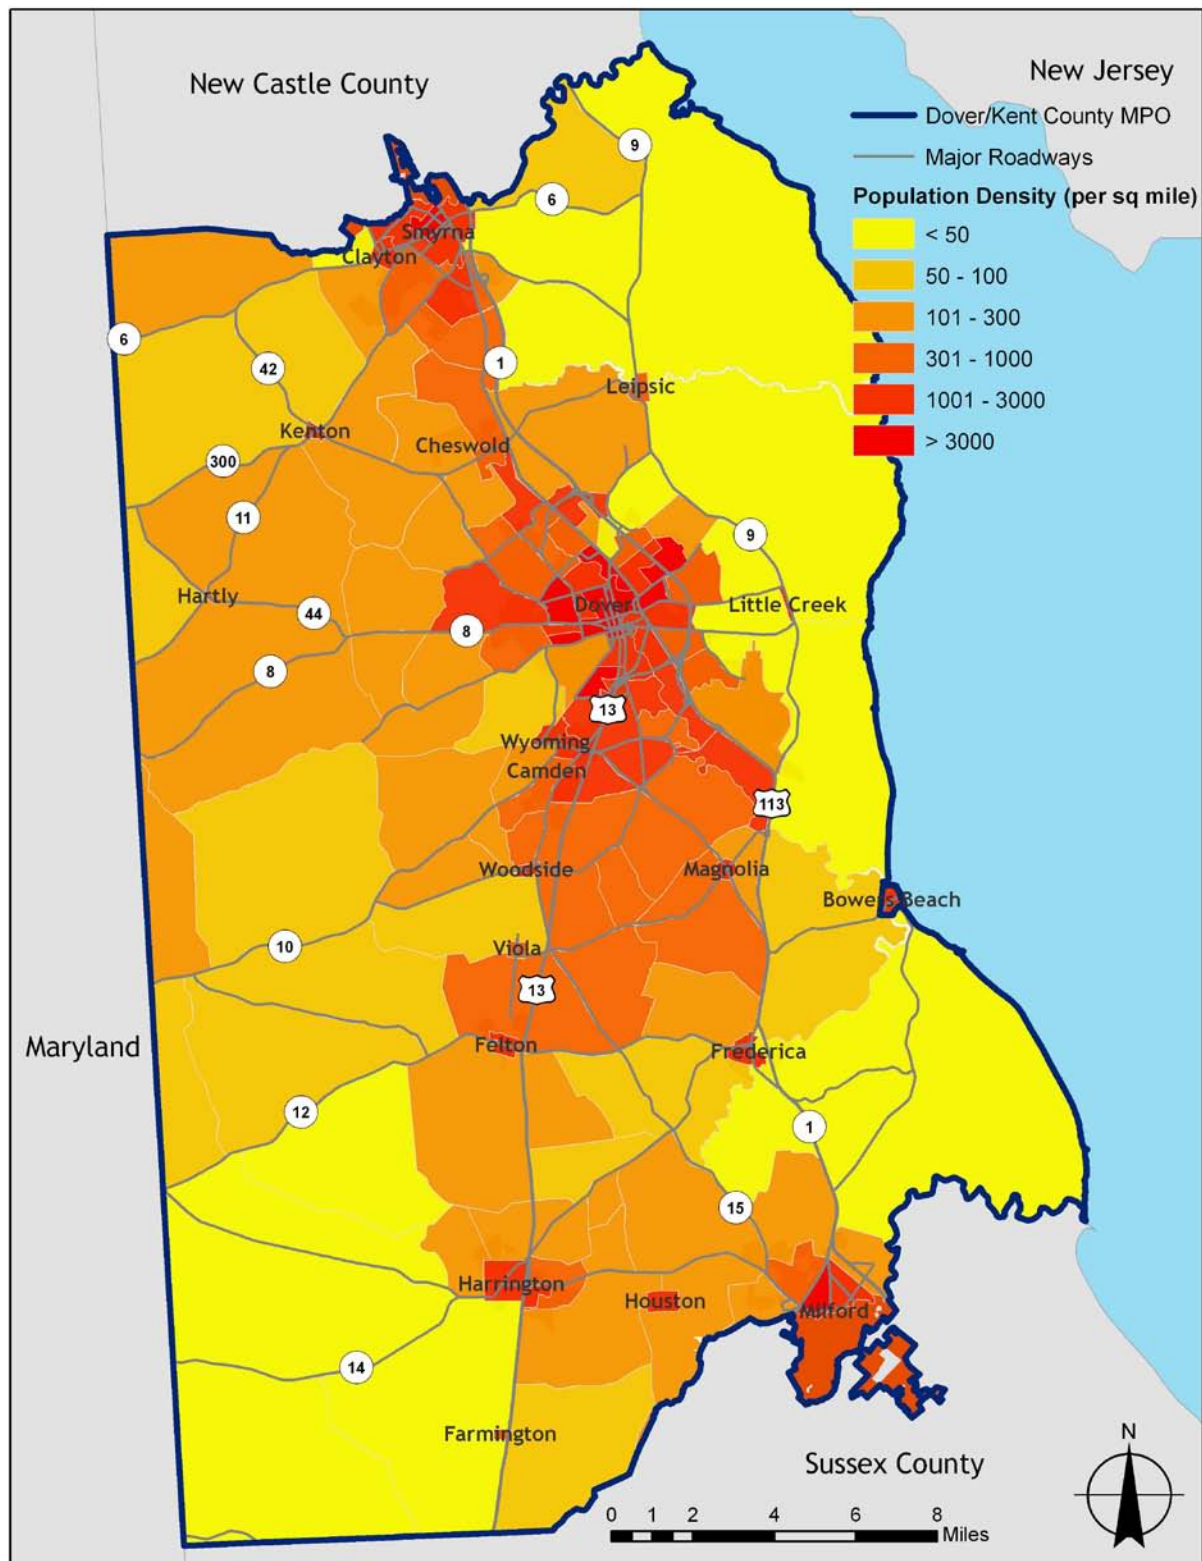 New Castle County
New Jersey
Dover/Kent County MPO
Major Roadways
Population Density (per sq mile)
< 50
50 - 100
101 - 300
301 - 1000
1001 - 3000
> 3000
9
6
Smyrna
Clayton
6
42
1
Leipsic
Kenton
Cheswold
300
11
9
Hartly
44
Dover
Little Creek
8
8
13
Wyoming
Camden
113
Woodside
Magnolia
Bowers Beach
10
Viola
13
Maryland
Felton
Frederica
12
1
15
Harrington
Houston
Milford
14
Farmington
Sussex County
N
0 1 2 4 6 8
Miles